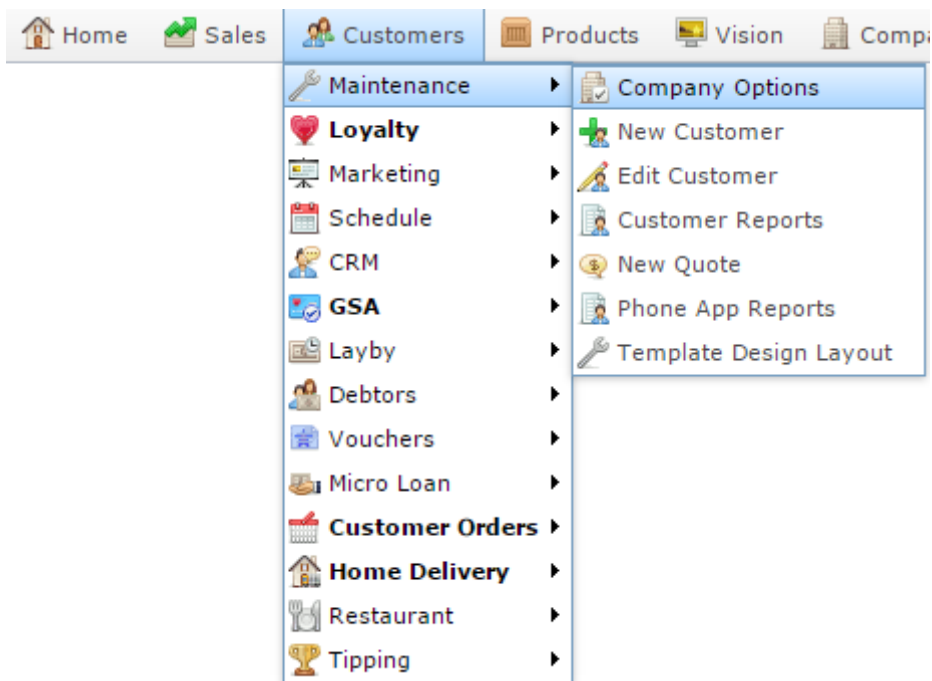 Home Sales Customers Products Vision Compa
Maintenance
Loyalty
Marketing
Schedule
CRM
GSA
Layby
Debtors
Vouchers
Micro Loan
Customer Orders
Home Delivery
Restaurant
Tipping
Company Options
New Customer
Edit Customer
Customer Reports
New Quote
Phone App Reports
Template Design Layout